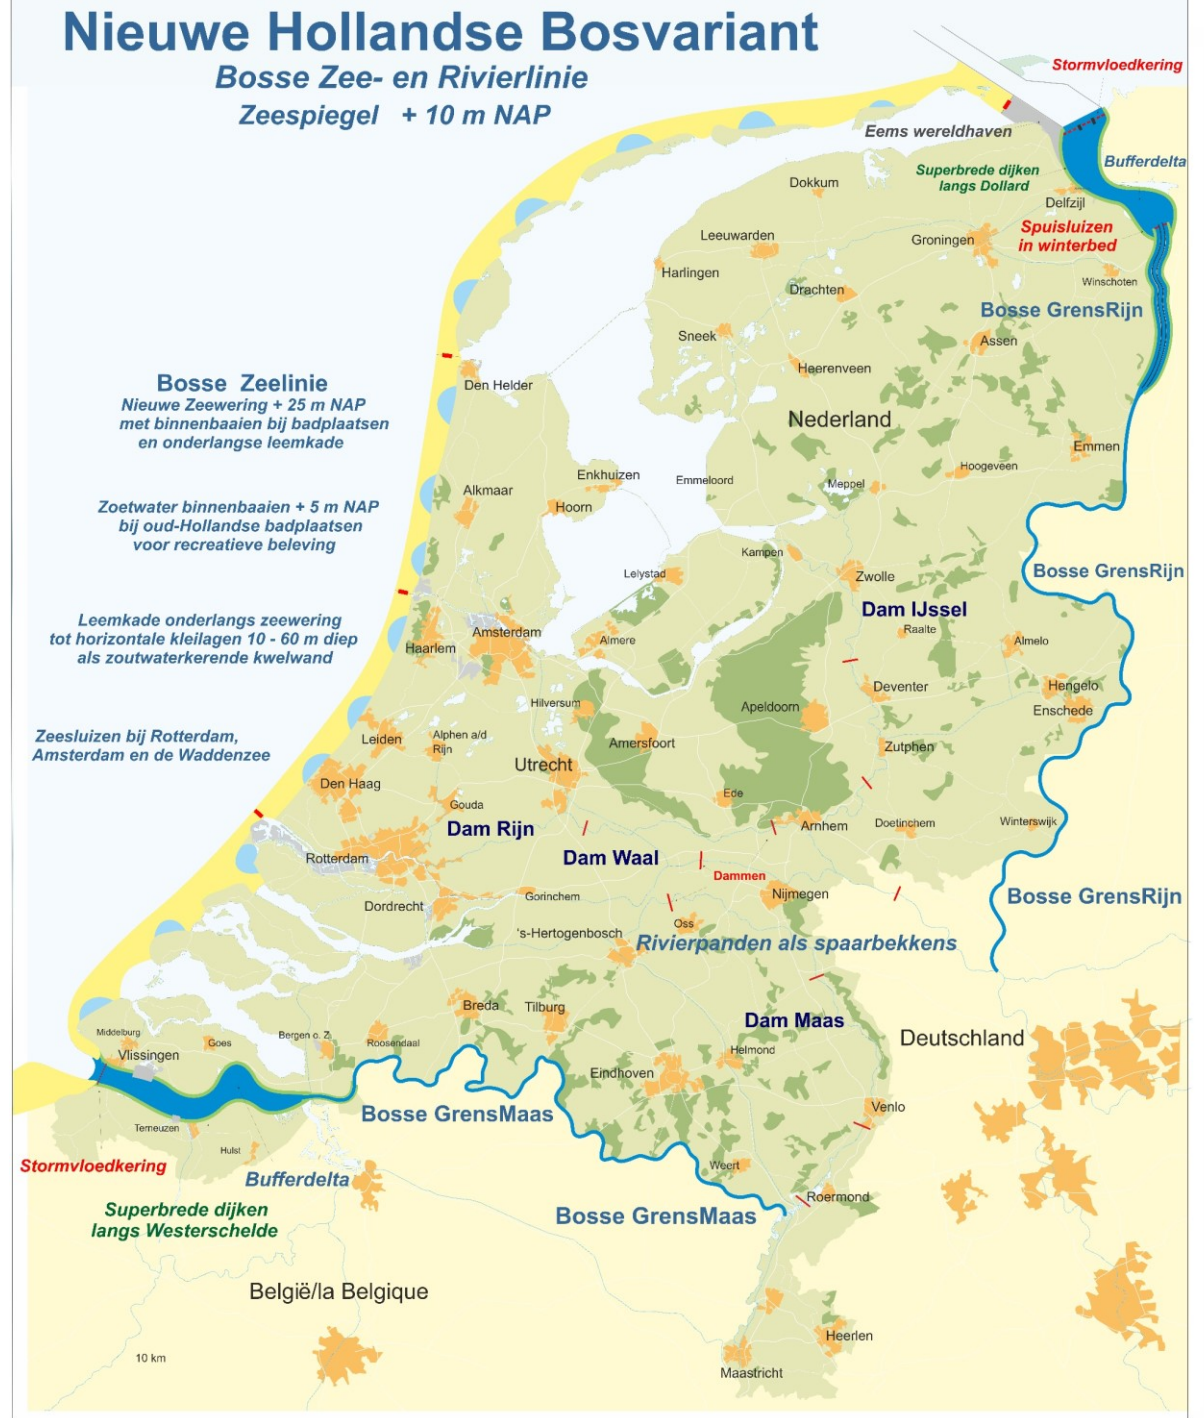 Nieuwe Hollandse Bosvariant
Bosse Zee- en Rivierlinie
Zeespiegel + 10 m NAP
Stormvloedkering
Eems wereldhaven
Bufferdelta
Superbrede dijken
langs Dollard
Dokkum
Delfzijl
Leeuwarden
Groningen
Spuisluizen
in winterbed
Harlingen
Winschoten
Drachten
Bosse GrensRijn
Sneek
Assen
Heerenveen
Den Helder
Bosse Zeelinie
Nieuwe Zeewering + 25 m NAP
met binnenbaaien bij badplaatsen
en onderlangse leemkade
Nederland
Emmen
Hoogeveen
Enkhuizen
Emmeloord
Meppel
Alkmaar
Hoorn
Zoetwater binnenbaaien + 5 m NAP
bij oud-Hollandse badplaatsen
voor recreatieve beleving
Kampen
Lelystad
Zwolle
Bosse GrensRijn
Dam IJssel
Leemkade onderlangs zeewering
tot horizontale kleilagen 10 - 60 m diep
als zoutwaterkerende kwelwand
Raalte
Amsterdam
Almere
Almelo
Haarlem
Deventer
Hengelo
Enschede
Hilversum
Apeldoorn
Zeesluizen bij Rotterdam,
Amsterdam en de Waddenzee
Leiden
Alphen a/d
Rijn
Amersfoort
Zutphen
Utrecht
Den Haag
Ede
Gouda
Dam Rijn
Arnhem
Doetinchem
Winterswijk
Rotterdam
Dam Waal
Dammen
Nijmegen
Gorinchem
Bosse GrensRijn
Dordrecht
Oss
's-Hertogenbosch
Rivierpanden als spaarbekkens
Breda
Tilburg
Dam Maas
Middelburg
Goes
Bergen o. Z.
Roosendaal
Vlissingen
Helmond
Deutschland
Eindhoven
Bosse GrensMaas
Venlo
Terneuzen
Hulst
Stormvloedkering
Bufferdelta
Weert
Roermond
Superbrede dijken
langs Westerschelde
Bosse GrensMaas
België/la Belgique
Heerlen
10 km
Maastricht